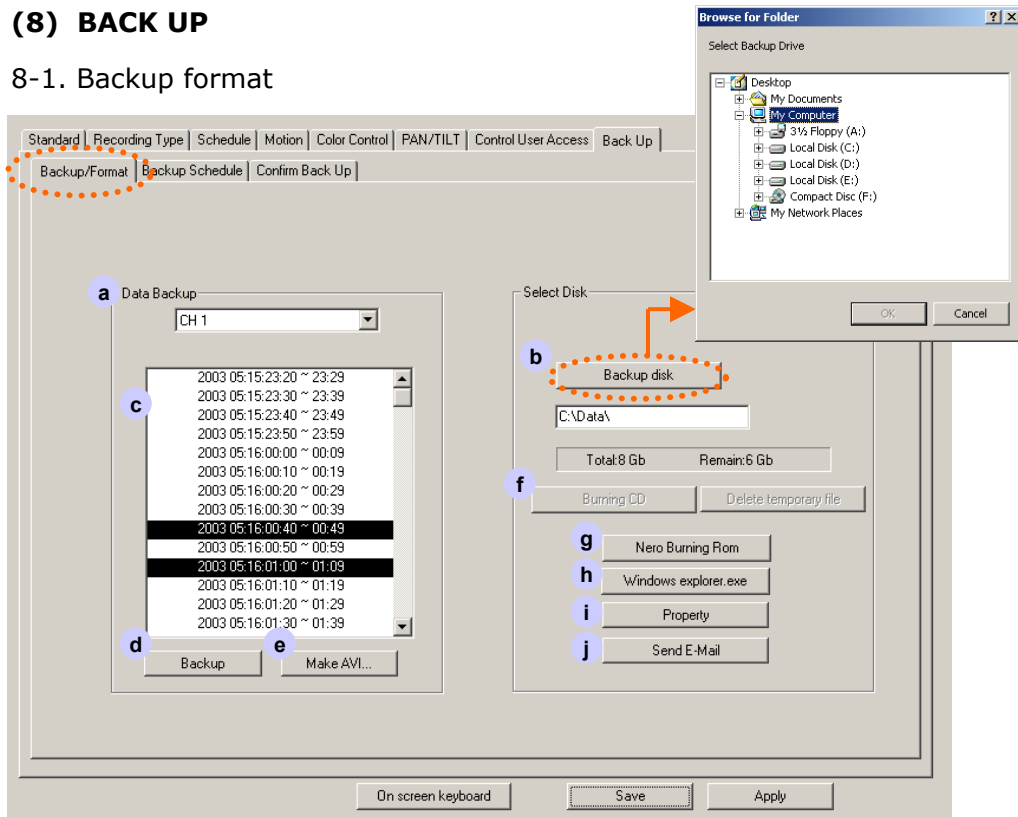 (8) BACK UP
8-1. Backup format
Browse for Folder
Select Backup Drive
Desktop
My Documents
My Computer
3½ Floppy (A:)
Local Disk (C:)
Local Disk (D:)
Local Disk (E:)
Compact Disc (F:)
My Network Places
OK Cancel
Standard Recording Type Schedule Motion Color Control PAN/TILT Control User Access Back Up
Backup/Format Backup Schedule Confirm Back Up
a Data Backup
CH 1
c
2003 05:15:23:20 ~ 23:29
2003 05:15:23:30 ~ 23:39
2003 05:15:23:40 ~ 23:49
2003 05:15:23:50 ~ 23:59
2003 05:16:00:00 ~ 00:09
2003 05:16:00:10 ~ 00:19
2003 05:16:00:20 ~ 00:29
2003 05:16:00:30 ~ 00:39
2003 05:16:00:40 ~ 00:49
2003 05:16:00:50 ~ 00:59
2003 05:16:01:00 ~ 01:09
2003 05:16:01:10 ~ 01:19
2003 05:16:01:20 ~ 01:29
2003 05:16:01:30 ~ 01:39
d Backup
e Make AVI...
Select Disk
b Backup disk
C:\Data\
Total:8 Gb Remain:6 Gb
f Burning CD Delete temporary file
g Nero Burning Rom
h Windows explorer.exe
i Property
j Send E-Mail
On screen keyboard Save Apply